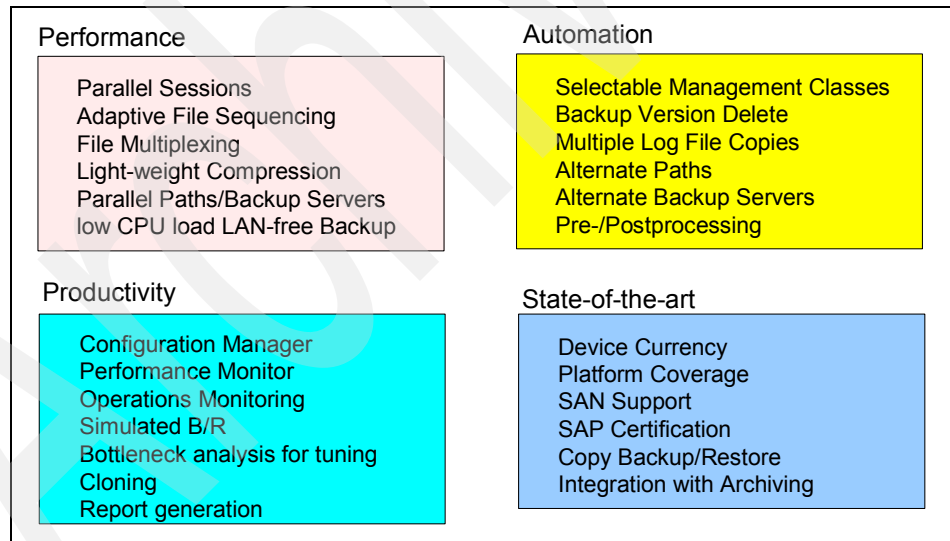 Performance
Parallel Sessions
Adaptive File Sequencing
File Multiplexing
Light-weight Compression
Parallel Paths/Backup Servers
low CPU load LAN-free Backup
Automation
Selectable Management Classes
Backup Version Delete
Multiple Log File Copies
Alternate Paths
Alternate Backup Servers
Pre-/Postprocessing
Productivity
Configuration Manager
Performance Monitor
Operations Monitoring
Simulated B/R
Bottleneck analysis for tuning
Cloning
Report generation
State-of-the-art
Device Currency
Platform Coverage
SAN Support
SAP Certification
Copy Backup/Restore
Integration with Archiving